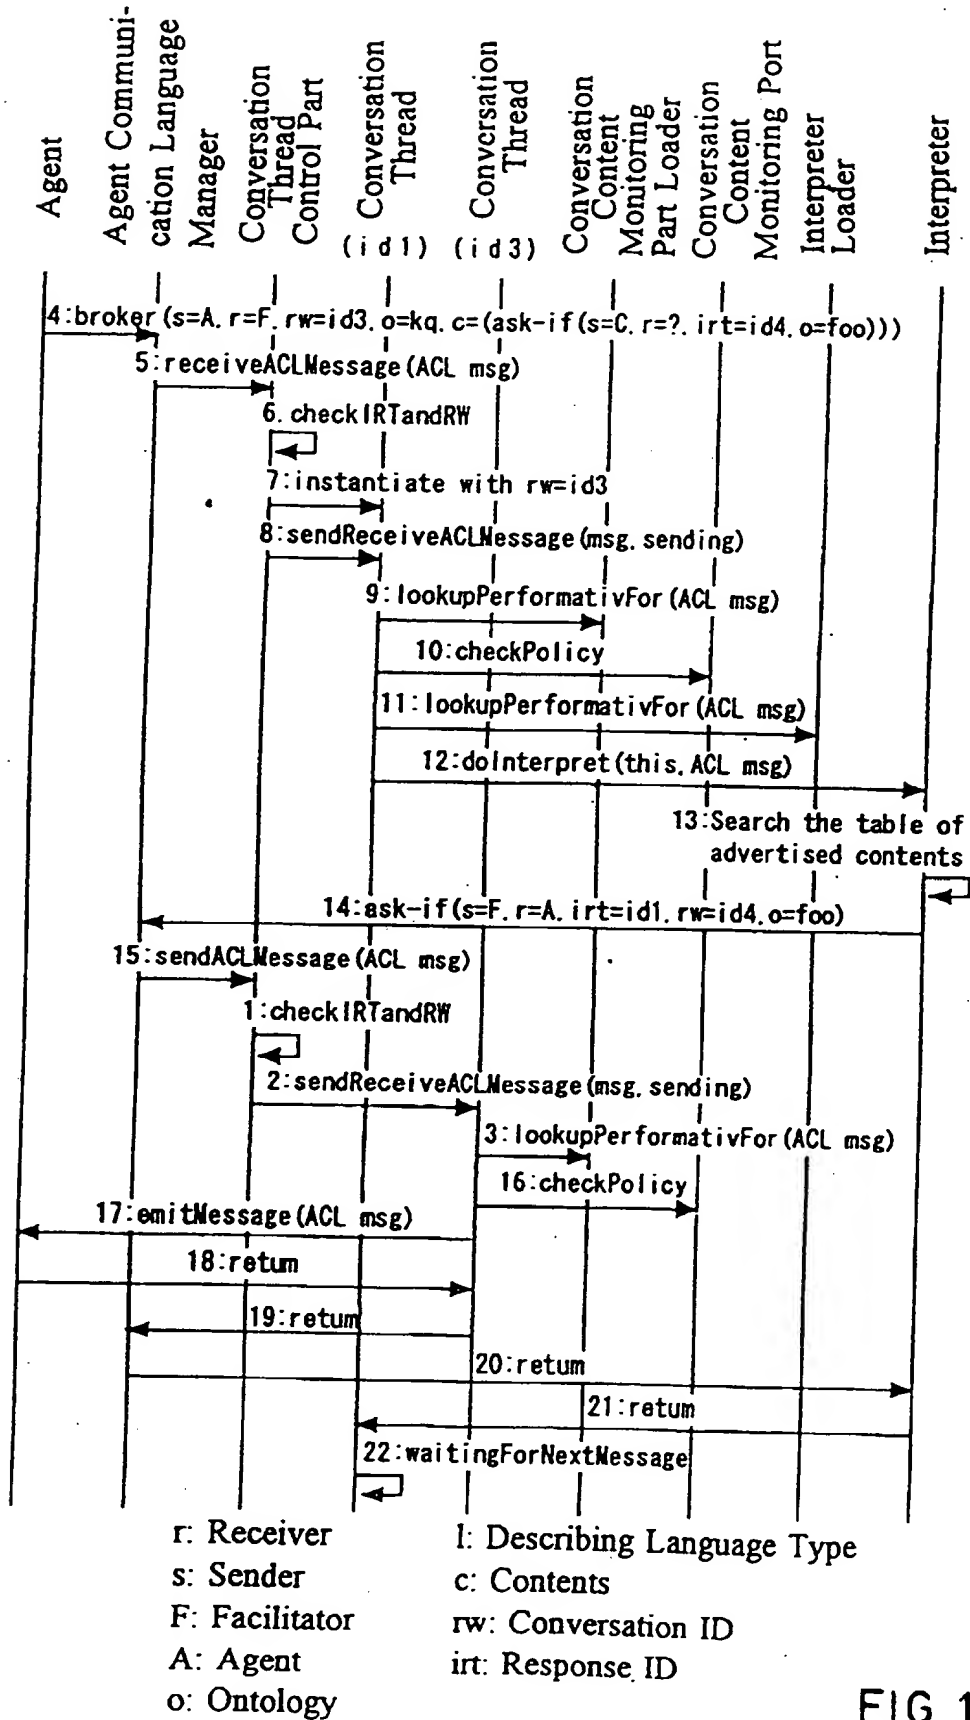 Agent
Agent Communi-
cation Language
Manager
Conversation
Thread
Control Part
Conversation
Thread
(id1)
Conversation
Thread
(id3)
Conversation
Content
Monitoring
Part Loader
Conversation
Content
Monitoring Port
Interpreter
Loader
Interpreter
4:broker(s=A. r=F. rw=id3. o=kq. c=(ask-if(s=C. r=?. irt=id4. o=foo)))
5:receiveACLMessage(ACL msg)
6. checkIRTandRW
7:instantiate with rw=id3
8:sendReceiveACLMessage(msg. sending)
9:lookupPerformativFor(ACL msg)
10:checkPolicy
11:lookupPerformativFor(ACL msg)
12:doInterpret(this. ACL msg)
13:Search the table of
advertised contents
14:ask-if(s=F. r=A. irt=id1. rw=id4. o=foo)
15:sendACLMessage(ACL msg)
1:checkIRTandRW
2:sendReceiveACLMessage(msg. sending)
3:lookupPerformativFor(ACL msg)
16:checkPolicy
17:emitMessage(ACL msg)
18:return
19:return
20:return
21:return
22:waitingForNextMessage
r: Receiver
s: Sender
F: Facilitator
A: Agent
o: Ontology
l: Describing Language Type
c: Contents
rw: Conversation ID
irt: Response ID
FIG 1